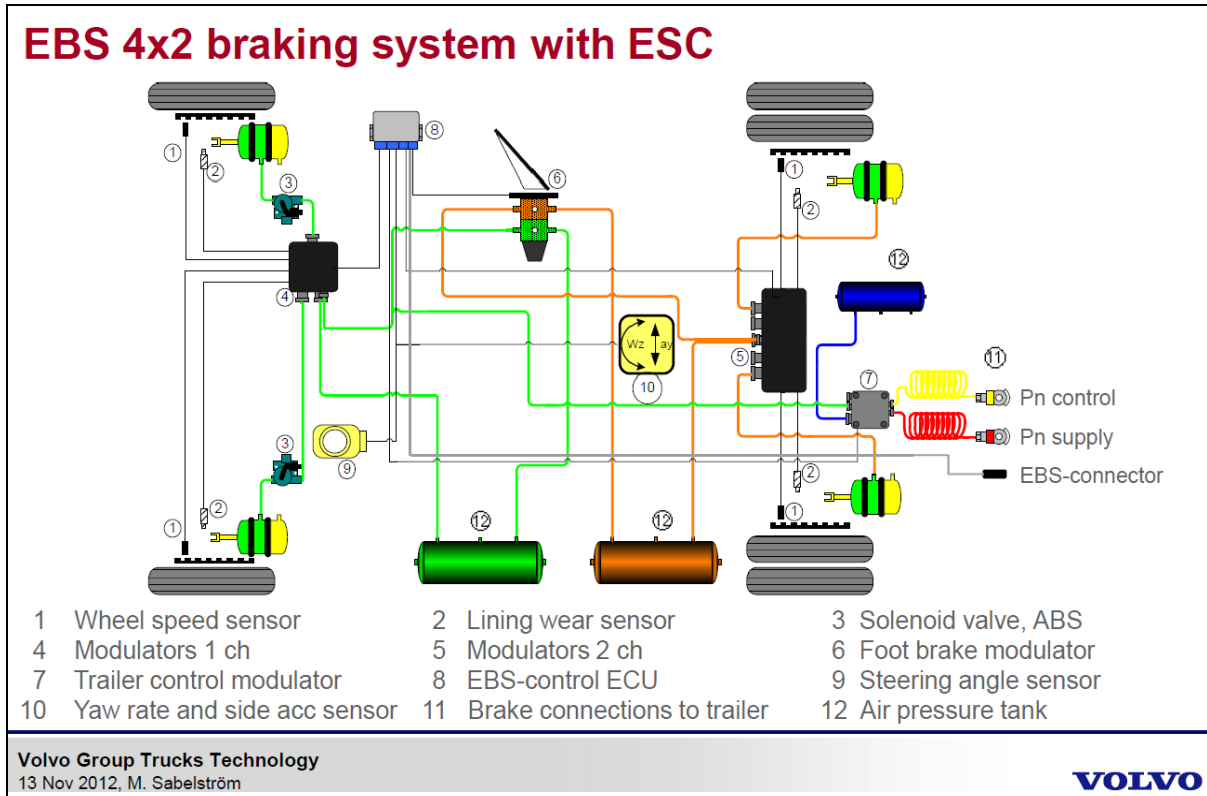 EBS 4x2 braking system with ESC
1
2
3
8
6
1
2
12
4
Wz
ay
10
5
7
11
Pn control
Pn supply
EBS-connector
3
9
2
1
12
12
2
1
1 Wheel speed sensor
2 Lining wear sensor
3 Solenoid valve, ABS
4 Modulators 1 ch
5 Modulators 2 ch
6 Foot brake modulator
7 Trailer control modulator
8 EBS-control ECU
9 Steering angle sensor
10 Yaw rate and side acc sensor
11 Brake connections to trailer
12 Air pressure tank
Volvo Group Trucks Technology
13 Nov 2012, M. Sabelström
VOLVO